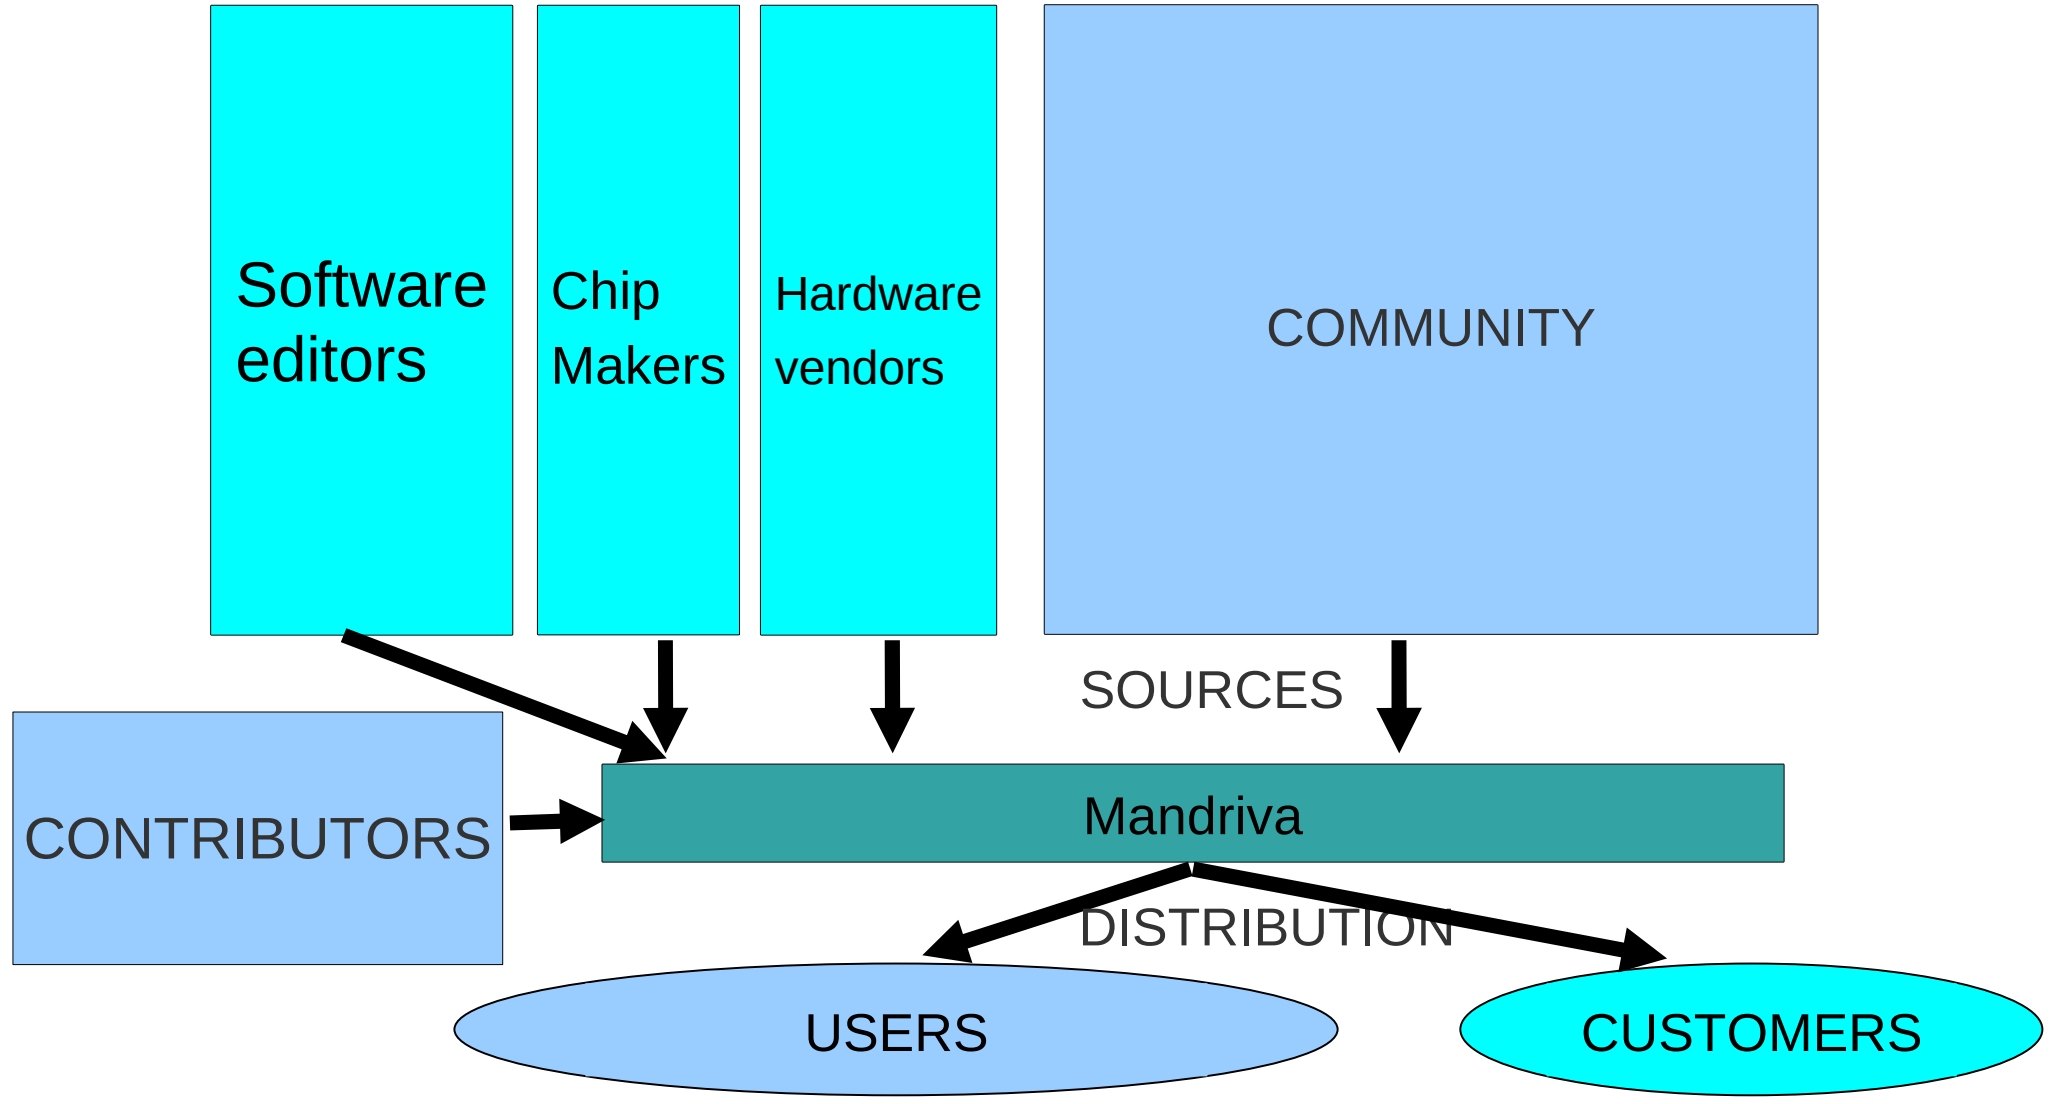 Software
editors
Chip
Makers
Hardware
vendors
COMMUNITY
SOURCES
CONTRIBUTORS
Mandriva
DISTRIBUTION
USERS
CUSTOMERS